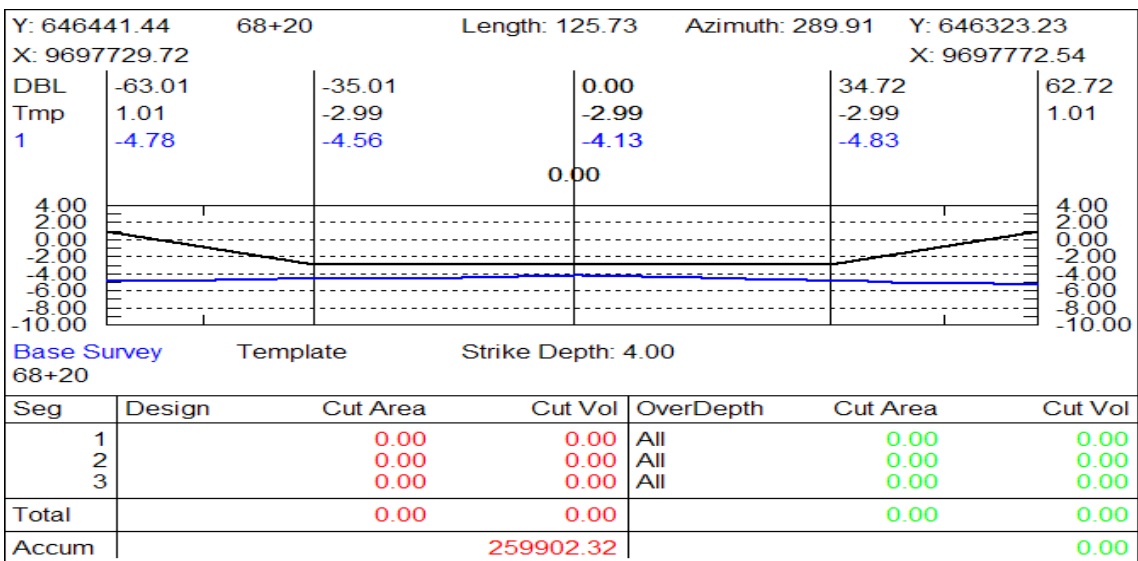 Y: 646441.44 68+20 Length: 125.73 Azimuth: 289.91 Y: 646323.23
X: 9697729.72 X: 9697772.54
DBL -63.01 -35.01 0.00 34.72 62.72
Tmp 1.01 -2.99 -2.99 -2.99 1.01
1 -4.78 -4.56 -4.13 -4.83
0.00
4.00 4.00
2.00 2.00
0.00 0.00
-2.00 -2.00
-4.00 -4.00
-6.00 -6.00
-8.00 -8.00
-10.00 -10.00
Base Survey Template Strike Depth: 4.00
68+20
Seg Design Cut Area Cut Vol OverDepth Cut Area Cut Vol
1 0.00 0.00 All 0.00 0.00
2 0.00 0.00 All 0.00 0.00
3 0.00 0.00 All 0.00 0.00
Total 0.00 0.00 0.00 0.00
Accum 259902.32 0.00